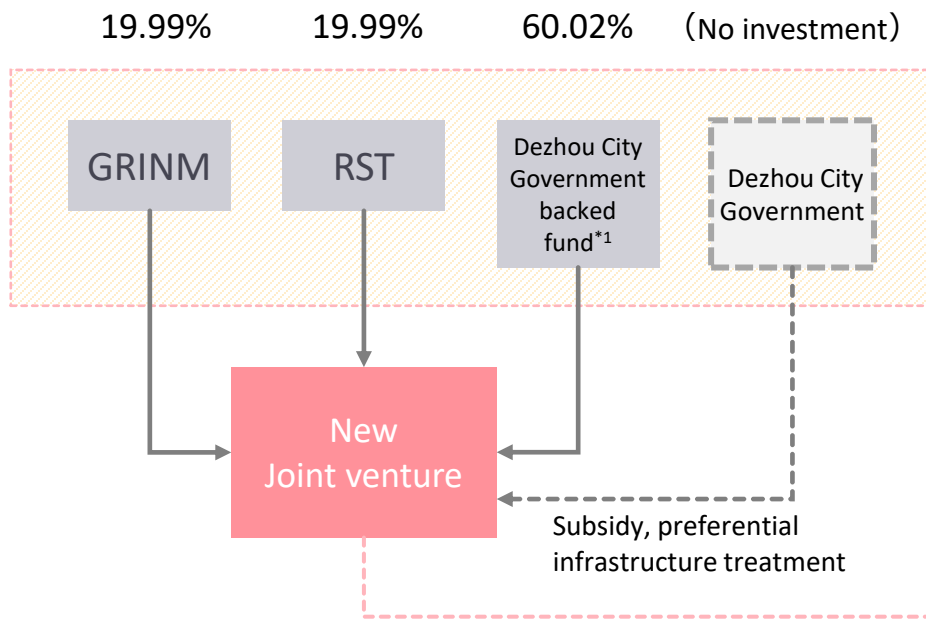 19.99%
19.99%
60.02%
（No investment）
GRINM
RST
Dezhou City
Government
backed
fund*1
Dezhou City
Government
New
Joint venture
Subsidy, preferential
infrastructure treatment